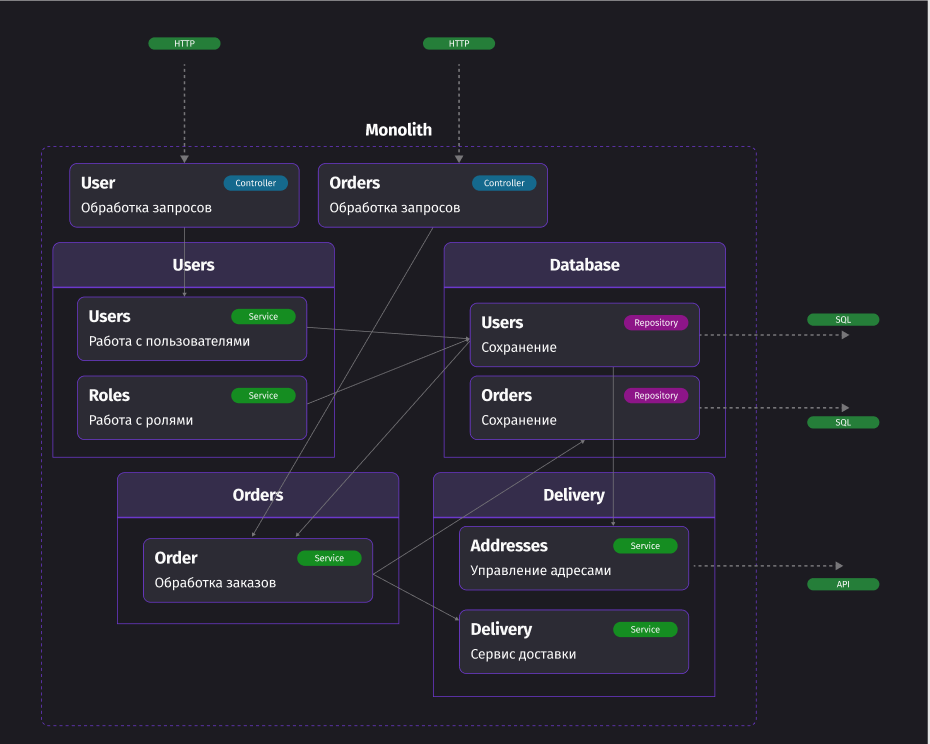 HTTP
HTTP
Monolith
User
Controller
Обработка запросов
Orders
Controller
Обработка запросов
Users
Users
Service
Работа с пользователями
Roles
Service
Работа с ролями
Database
Users
Repository
Сохранение
Orders
Repository
Сохранение
SQL
SQL
Orders
Order
Service
Обработка заказов
Delivery
Addresses
Service
Управление адресами
Delivery
Service
Сервис доставки
API